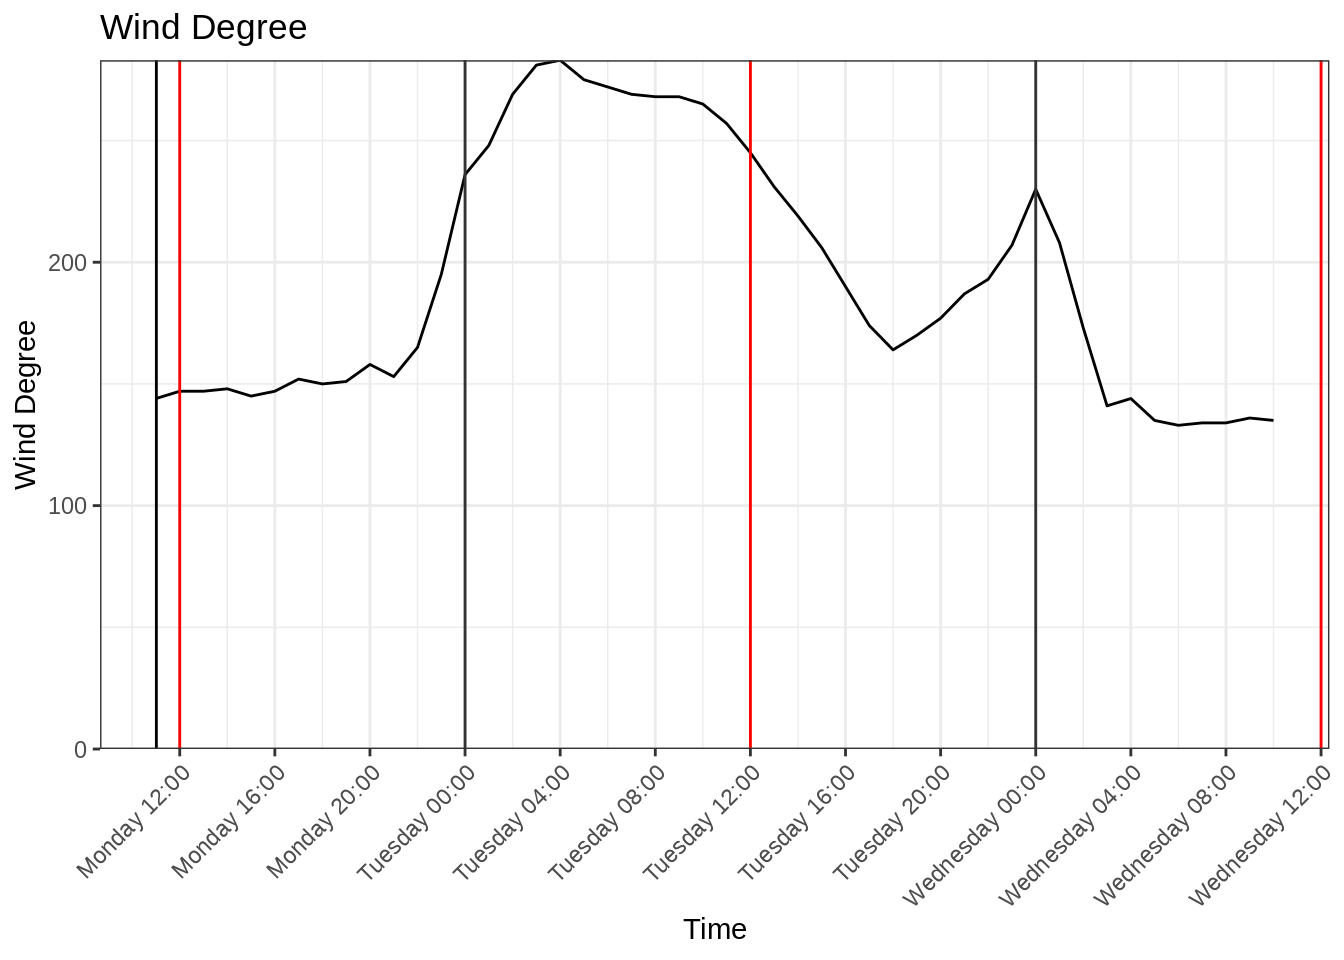 Wind Degree
Wind Degree
200
100
0
Monday 12:00
Monday 16:00
Monday 20:00
Tuesday 00:00
Tuesday 04:00
Tuesday 08:00
Tuesday 12:00
Tuesday 16:00
Tuesday 20:00
Wednesday 00:00
Wednesday 04:00
Wednesday 08:00
Wednesday 12:00
Time